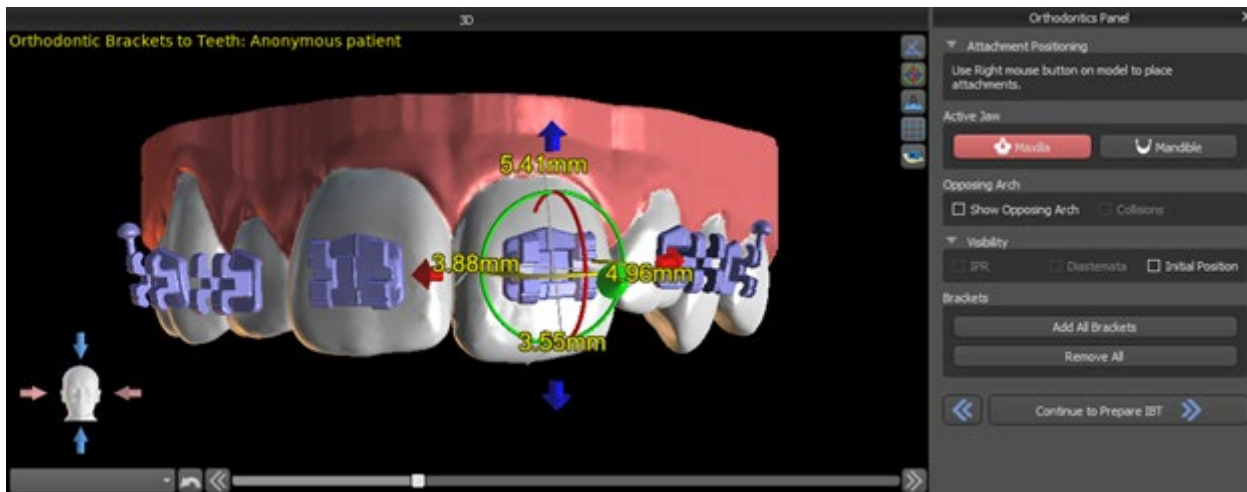 3D
Orthodontic Brackets to Teeth: Anonymous patient
5.41mm
3.88mm
4.96mm
3.55mm
Orthodontics Panel
Attachment Positioning
Use Right mouse button on model to place
attachments.
Active Jaw
Maxilla
Mandible
Opposing Arch
Show Opposing Arch
Collisions
Visibility
IPR
Diastemata
Initial Position
Brackets
Add All Brackets
Remove All
Continue to Prepare IBT